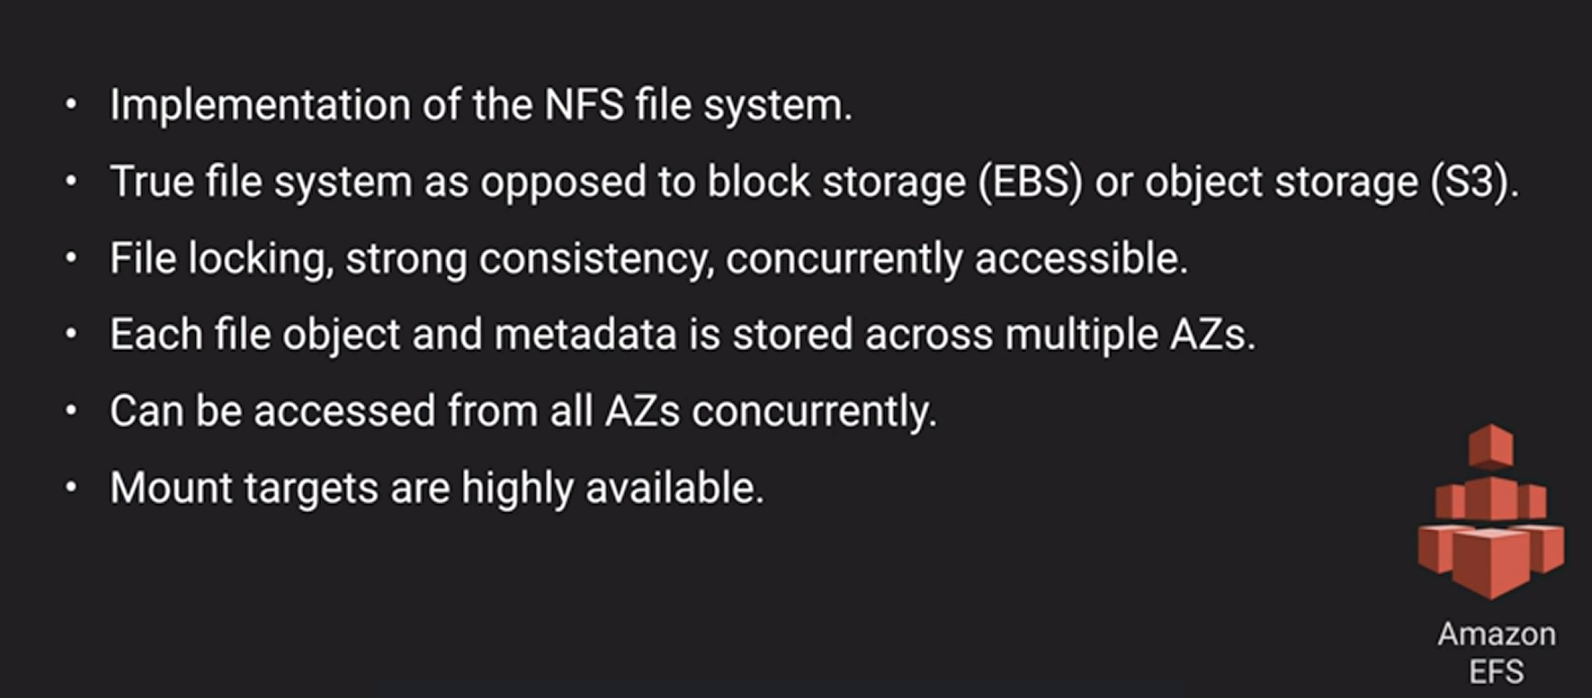 • Implementation of the NFS file system.
• True file system as opposed to block storage (EBS) or object storage (S3).
• File locking, strong consistency, concurrently accessible.
• Each file object and metadata is stored across multiple AZs.
• Can be accessed from all AZs concurrently.
• Mount targets are highly available.
Amazon
EFS